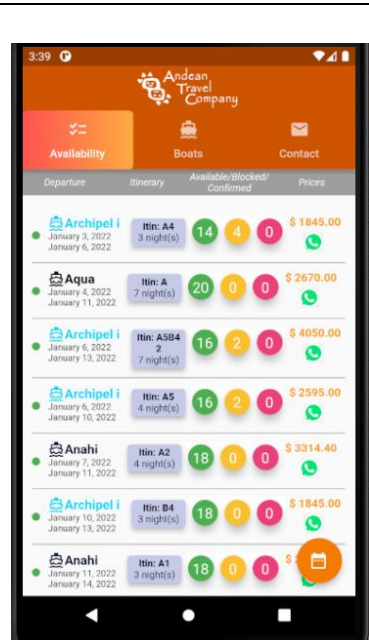 3:39
Andean
Travel
Company
Availability
Boats
Contact
Departure
Itinerary
Available/Blocked/
Confirmed
Prices
Archipel i
January 3, 2022
January 6, 2022
Itin: A4
3 night(s)
14 4 0
$ 1845.00
Aqua
January 4, 2022
January 11, 2022
Itin: A
7 night(s)
20 0 0
$ 2670.00
Archipel i
January 6, 2022
January 13, 2022
Itin: A5B4
2
7 night(s)
16 2 0
$ 4050.00
Archipel i
January 6, 2022
January 10, 2022
Itin: A5
4 night(s)
16 2 0
$ 2595.00
Anahi
January 7, 2022
January 11, 2022
Itin: A2
4 night(s)
18 0 0
$ 3314.40
Archipel i
January 10, 2022
January 13, 2022
Itin: B4
3 night(s)
18 0 0
$ 1845.00
Anahi
January 11, 2022
January 14, 2022
Itin: A1
3 night(s)
18 0 0
$